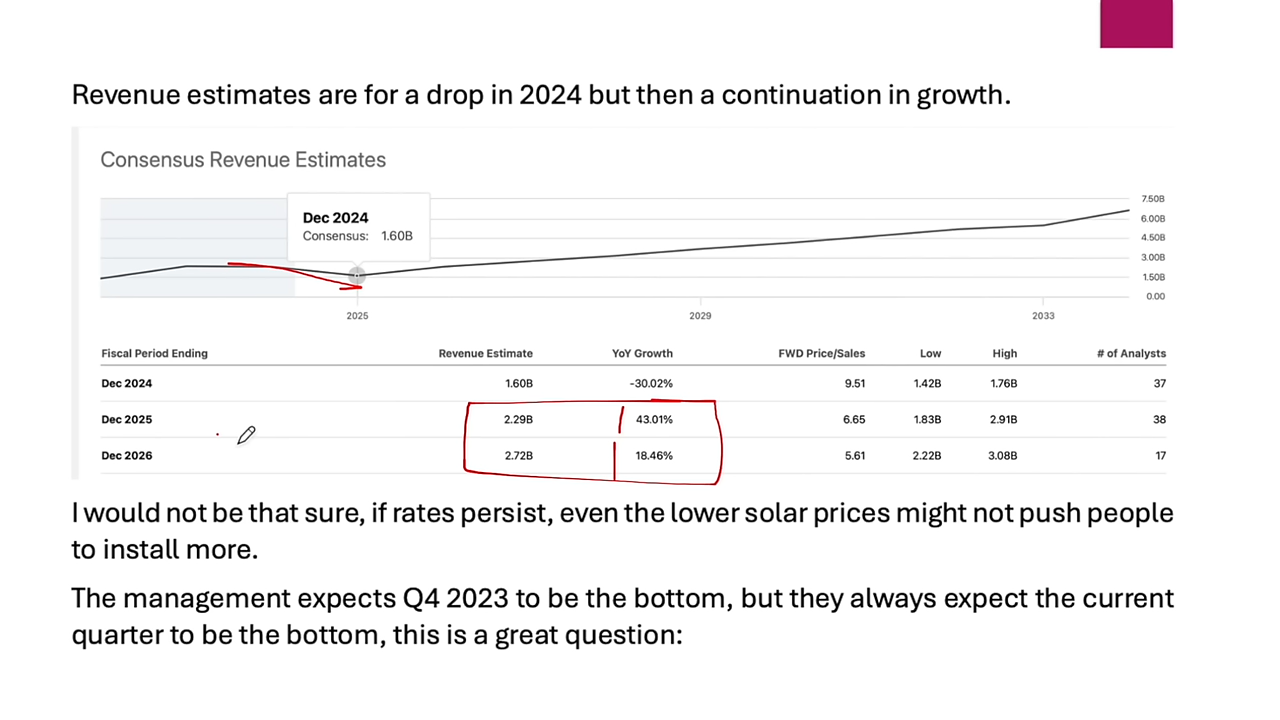 Revenue estimates are for a drop in 2024 but then a continuation in growth.
Consensus Revenue Estimates
Dec 2024
Consensus: 1.60B
7.50B
6.00B
4.50B
3.00B
1.50B
0.00
2025 2029 2033
Fiscal Period Ending Revenue Estimate YoY Growth FWD Price/Sales Low High # of Analysts
Dec 2024 1.60B -30.02% 9.51 1.42B 1.76B 37
Dec 2025 2.29B 43.01% 6.65 1.83B 2.91B 38
Dec 2026 2.72B 18.46% 5.61 2.22B 3.08B 17
I would not be that sure, if rates persist, even the lower solar prices might not push people
to install more.
The management expects Q4 2023 to be the bottom, but they always expect the current
quarter to be the bottom, this is a great question: